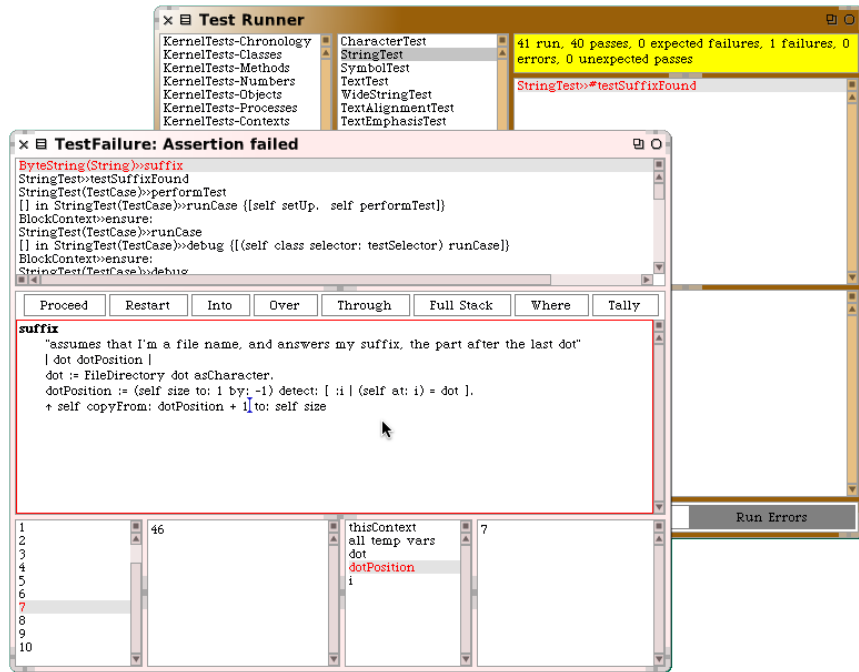 Test Runner
KernelTests-Chronology
KernelTests-Classes
KernelTests-Methods
KernelTests-Numbers
KernelTests-Objects
KernelTests-Processes
KernelTests-Contexts
CharacterTest
StringTest
SymbolTest
TextTest
WideStringTest
TextAlignmentTest
TextEmphasisTest
41 run, 40 passes, 0 expected failures, 1 failures, 0
errors, 0 unexpected passes
StringTest»#testSuffixFound
TestFailure: Assertion failed
ByteString(String)»suffix
StringTest»testSuffixFound
StringTest(TestCase)»performTest
[] in StringTest(TestCase)»runCase {[self setUp. self performTest]}
BlockContext»ensure:
StringTest(TestCase)»runCase
[] in StringTest(TestCase)»debug {[(self class selector: testSelector) runCase]}
BlockContext»ensure:
StringTest(TestCase)»debug
Proceed Restart Into Over Through Full Stack Where Tally
suffix
"assumes that I'm a file name, and answers my suffix, the part after the last dot"
| dot dotPosition |
dot := FileDirectory dot asCharacter.
dotPosition := (self size to: 1 by: -1) detect: [ :i | (self at: i) = dot ].
↑ self copyFrom: dotPosition + 1 to: self size
Run Errors
1
2
3
4
5
6
7
8
9
10
46
thisContext
all temp vars
dot
dotPosition
i
7